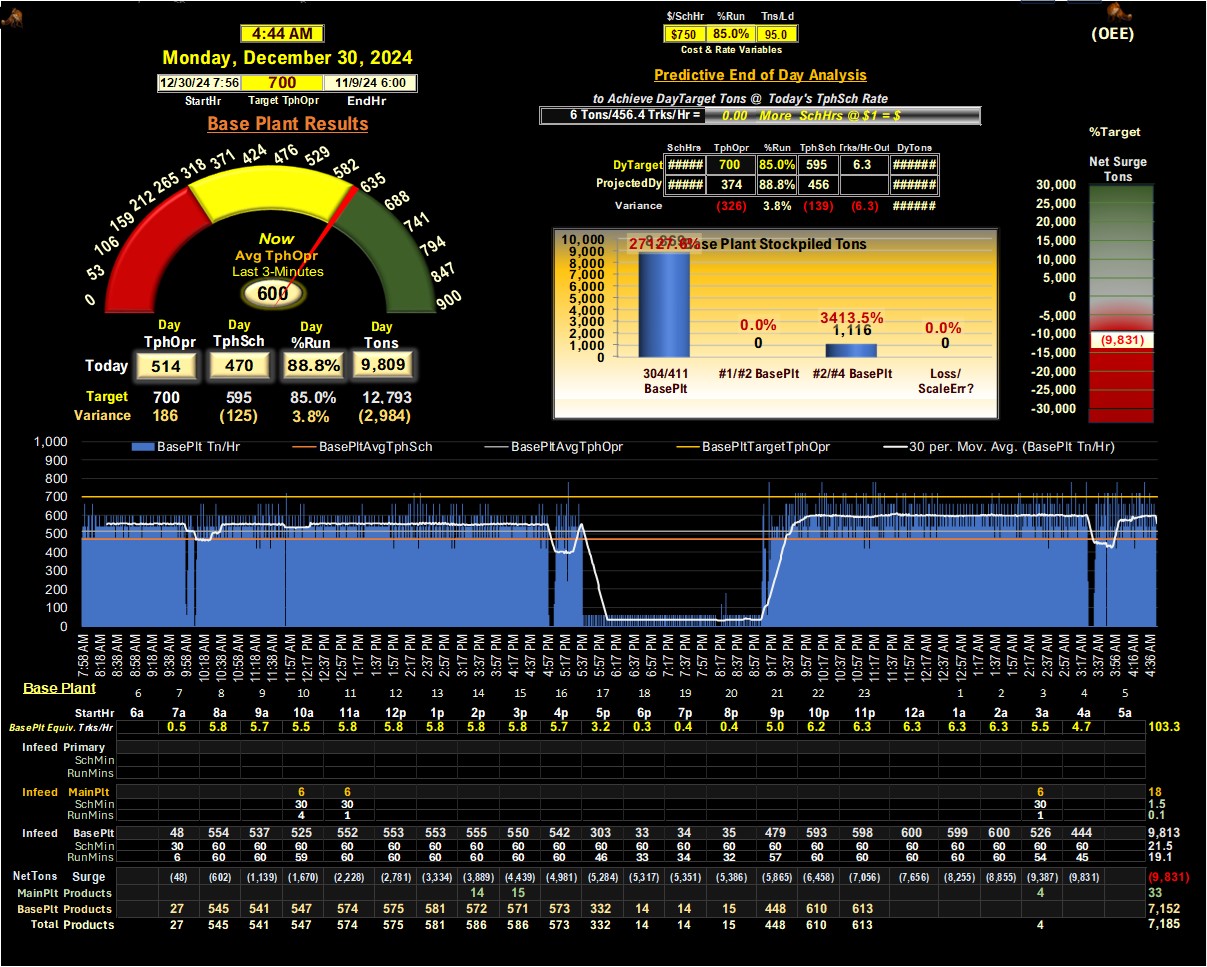 4:44 AM
Monday, December 30, 2024
12/30/24 7:56 700 11/9/24 6:00
StartHr Target TphOpr EndHr
Base Plant Results
$/SchHr %Run Tns/Ld
$750 85.0% 95.0
Cost & Rate Variables
(OEE)
Predictive End of Day Analysis
to Achieve DayTarget Tons @ Today's TphSch Rate
6 Tons/456.4 Trks/Hr = 0.00 More SchHrs @ $1 = $
SchHrs TphOpr %Run TphSch Trks/Hr-Out DyTons
DyTarget ##### 700 85.0% 595 6.3 ######
ProjectedDy ##### 374 88.8% 456 ######
Variance (326) 3.8% (139) (6.3) ######
%Target
Net Surge
Tons
30,000
25,000
20,000
15,000
10,000
5,000
0
-5,000
-10,000
(9,831)
-15,000
-20,000
-25,000
-30,000
0 53 106 159 212 265 318 371 424 476 529 582 635 688 741 794 847 900
Now
Avg TphOpr
Last 3-Minutes
600
Day Day Day Day
TphOpr TphSch %Run Tons
Today 514 470 88.8% 9,809
Target 700 595 85.0% 12,793
Variance 186 (125) 3.8% (2,984)
Base Plant Stockpiled Tons
10,000
9,000
8,000
7,000
6,000
5,000
4,000
3,000
2,000
1,000
0
27127.6%
0.0%
0
3413.5%
1,116
0.0%
0
304/411 BasePlt
#1/#2 BasePlt
#2/#4 BasePlt
Loss/ ScaleErr?
BasePlt Tn/Hr BasePltAvgTphSch BasePltAvgTphOpr BasePltTargetTphOpr 30 per. Mov. Avg. (BasePlt Tn/Hr)
1,000
900
800
700
600
500
400
300
200
100
0
7:58 AM 8:18 AM 8:38 AM 8:58 AM 9:18 AM 9:38 AM 9:58 AM 10:18 AM 10:38 AM 10:58 AM 11:18 AM 11:38 AM 11:57 AM 12:17 PM 12:37 PM 12:57 PM 1:17 PM 1:37 PM 1:57 PM 2:17 PM 2:37 PM 2:57 PM 3:17 PM 3:37 PM 3:57 PM 4:17 PM 4:37 PM 4:57 PM 5:17 PM 5:37 PM 5:57 PM 6:17 PM 6:37 PM 6:57 PM 7:17 PM 7:37 PM 7:57 PM 8:17 PM 8:37 PM 8:57 PM 9:17 PM 9:37 PM 9:57 PM 10:17 PM 10:37 PM 10:57 PM 11:17 PM 11:37 PM 11:57 PM 12:17 AM 12:37 AM 12:57 AM 1:17 AM 1:37 AM 1:57 AM 2:17 AM 2:37 AM 2:57 AM 3:17 AM 3:37 AM 3:56 AM 4:16 AM 4:36 AM
Base Plant 6 7 8 9 10 11 12 13 14 15 16 17 18 19 20 21 22 23 1 2 3 4 5
StartHr 6a 7a 8a 9a 10a 11a 12p 1p 2p 3p 4p 5p 6p 7p 8p 9p 10p 11p 12a 1a 2a 3a 4a 5a
BasePlt Equiv. Trks/Hr 0.5 5.8 5.7 5.5 5.8 5.8 5.8 5.8 5.8 5.7 3.2 0.3 0.4 0.4 5.0 6.2 6.3 6.3 6.3 6.3 5.5 4.7 103.3
Infeed Primary
SchMin
RunMins
Infeed MainPlt 6 6 6 18
SchMin 30 30 30 1.5
RunMins 4 1 1 0.1
Infeed BasePlt 48 554 537 525 552 553 553 555 550 542 303 33 34 35 479 593 598 600 599 600 526 444 9,813
SchMin 30 60 60 60 60 60 60 60 60 60 60 60 60 60 60 60 60 60 60 60 60 60 21.5
RunMins 6 60 60 59 60 60 60 60 60 60 46 33 34 32 57 60 60 60 60 60 54 45 19.1
NetTons Surge (48) (602) (1,139) (1,670) (2,228) (2,781) (3,334) (3,889) (4,439) (4,981) (5,284) (5,317) (5,351) (5,386) (5,865) (6,458) (7,056) (7,656) (8,255) (8,855) (9,387) (9,831) (9,831)
MainPlt Products 14 15 4 33
BasePlt Products 27 545 541 547 574 575 581 572 571 573 332 14 14 15 448 610 613 7,152
Total Products 27 545 541 547 574 575 581 586 586 573 332 14 14 15 448 610 613 4 7,185